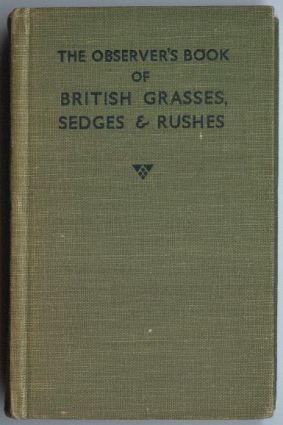 THE OBSERVER'S BOOK
OF
BRITISH GRASSES,
SEDGES & RUSHES